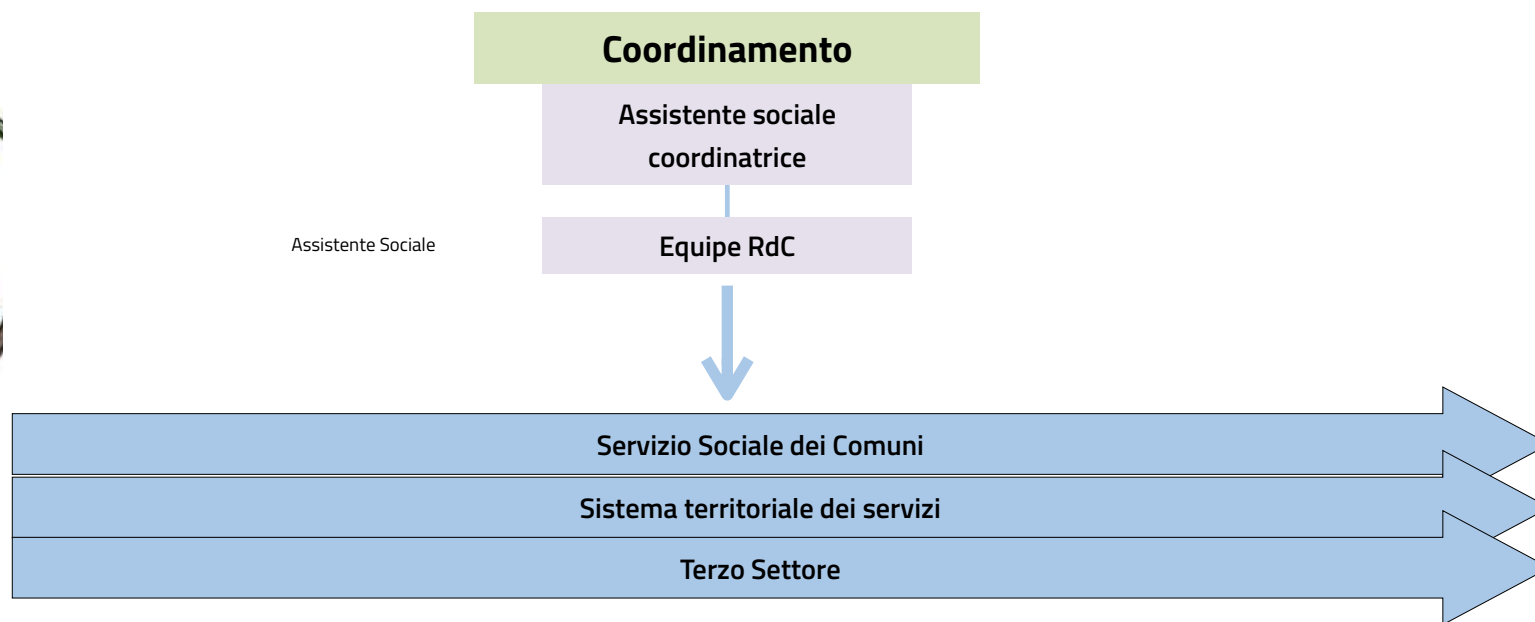 Coordinamento
Assistente sociale
coordinatrice
Assistente Sociale
Equipe RdC
Servizio Sociale dei Comuni
Sistema territoriale dei servizi
Terzo Settore